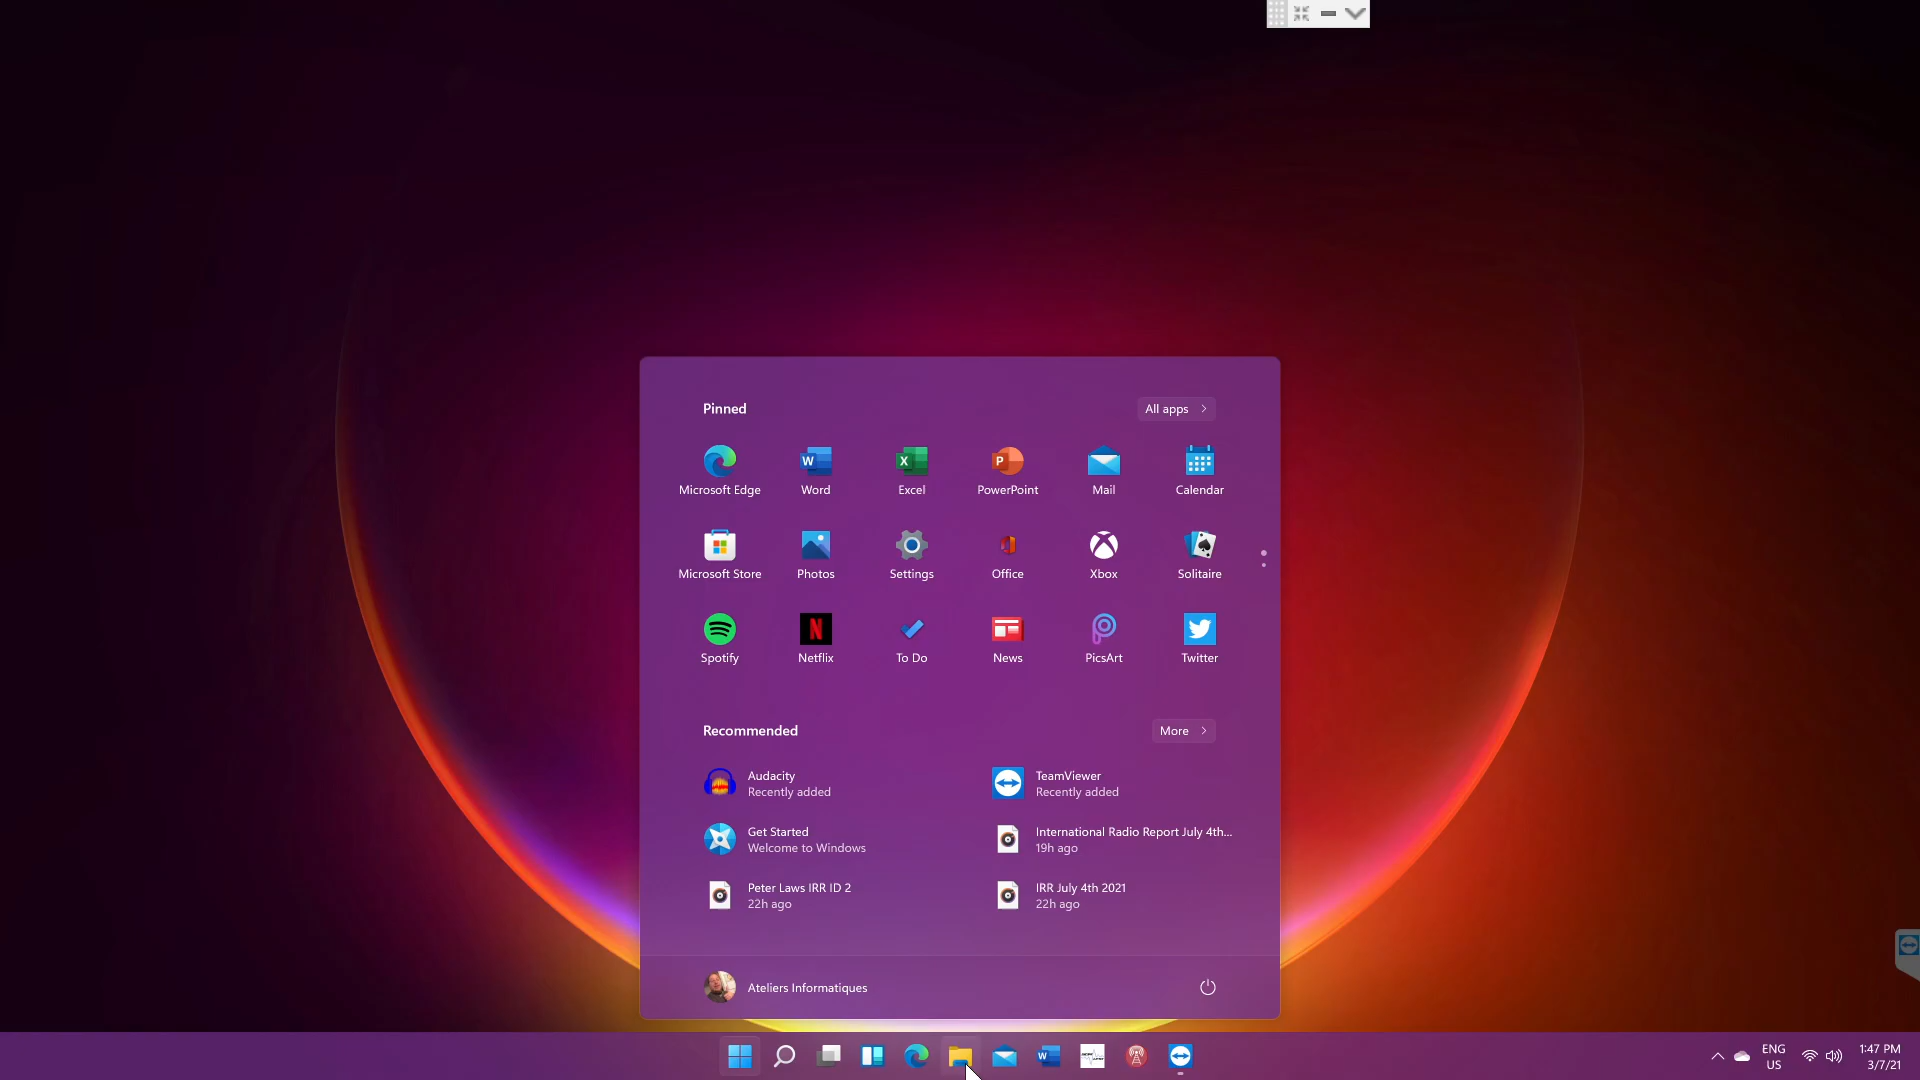 Pinned
All apps
Microsoft Edge
Word
Excel
PowerPoint
Mail
Calendar
Microsoft Store
Photos
Settings
Office
Xbox
Solitaire
Spotify
Netflix
To Do
News
PicsArt
Twitter
Recommended
More
Audacity
Recently added
TeamViewer
Recently added
Get Started
Welcome to Windows
International Radio Report July 4th...
19h ago
Peter Laws IRR ID 2
22h ago
IRR July 4th 2021
22h ago
Ateliers Informatiques
ENG
US
1:47 PM
3/7/21